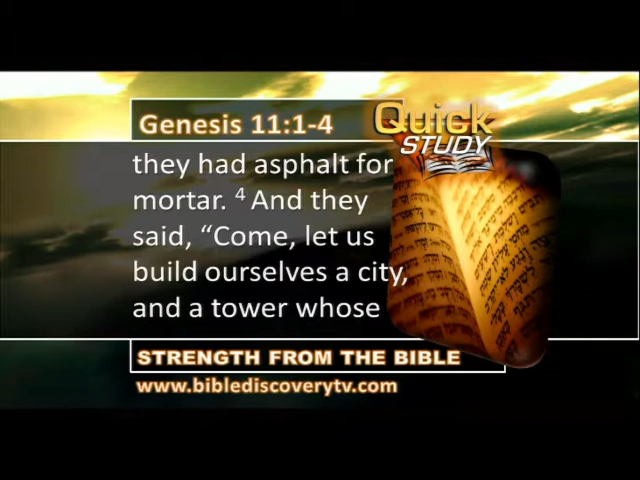 Genesis 11:1-4
Quick
STUDY
they had asphalt for
mortar. ⁴ And they
said, “Come, let us
build ourselves a city,
and a tower whose
STRENGTH FROM THE BIBLE
www.biblediscoverytv.com